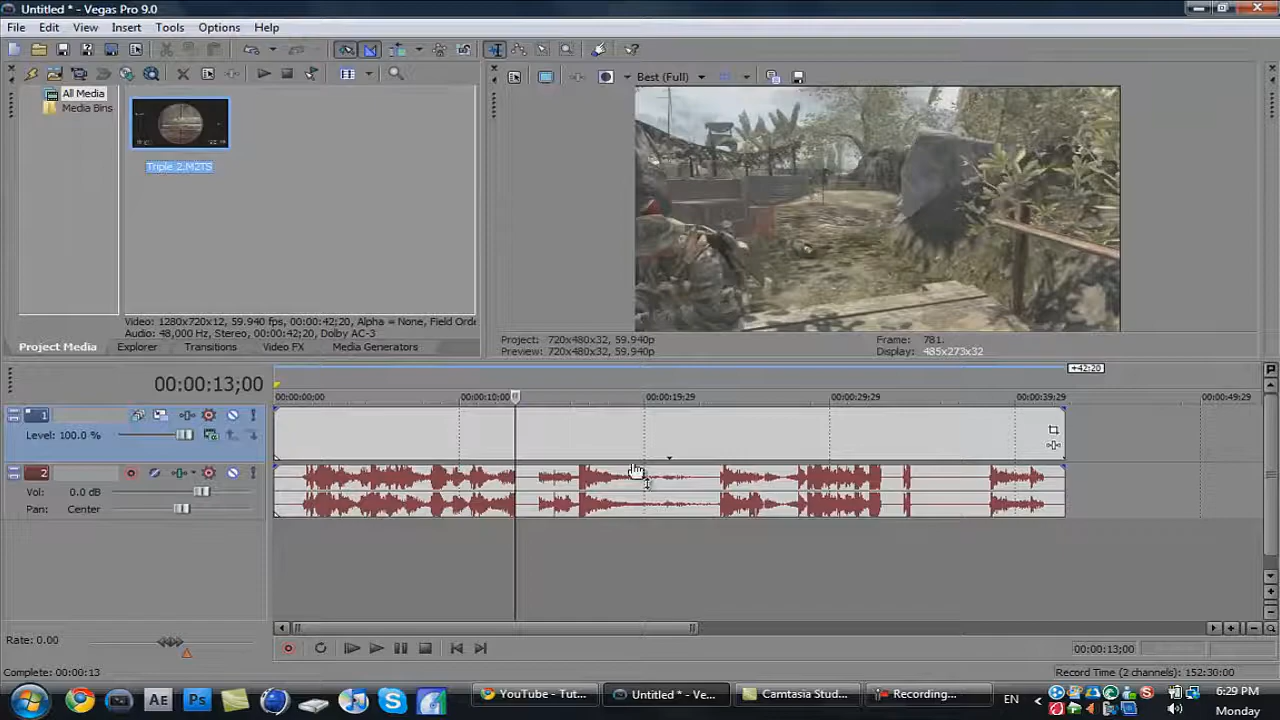 Untitled * - Vegas Pro 9.0
File Edit View Insert Tools Options Help
Best (Full)
All Media
Media Bins
Triple 2.M2TS
Video: 1280x720x12, 59.940 fps, 00:00:42;20, Alpha = None, Field Orde
Audio: 48,000 Hz, Stereo, 00:00:42;20, Dolby AC-3
Project Media Explorer Transitions Video FX Media Generators
Project: 720x480x32, 59.940p Frame: 781.
Preview: 720x480x32, 59.940p Display: 485x273x32
+42:20
00:00:13;00
00:00:00;00 00:00:10;00 00:00:19;29 00:00:29;29 00:00:39;29 00:00:49;29
1
Level: 100.0 %
2
Vol: 0.0 dB
Pan: Center
Rate: 0.00
00:00:13;00
Complete: 00:00:13
Record Time (2 channels): 152:30:00
AE Ps YouTube - Tut... Untitled * - Ve... Camtasia Stud... Recording... EN 6:29 PM
Monday